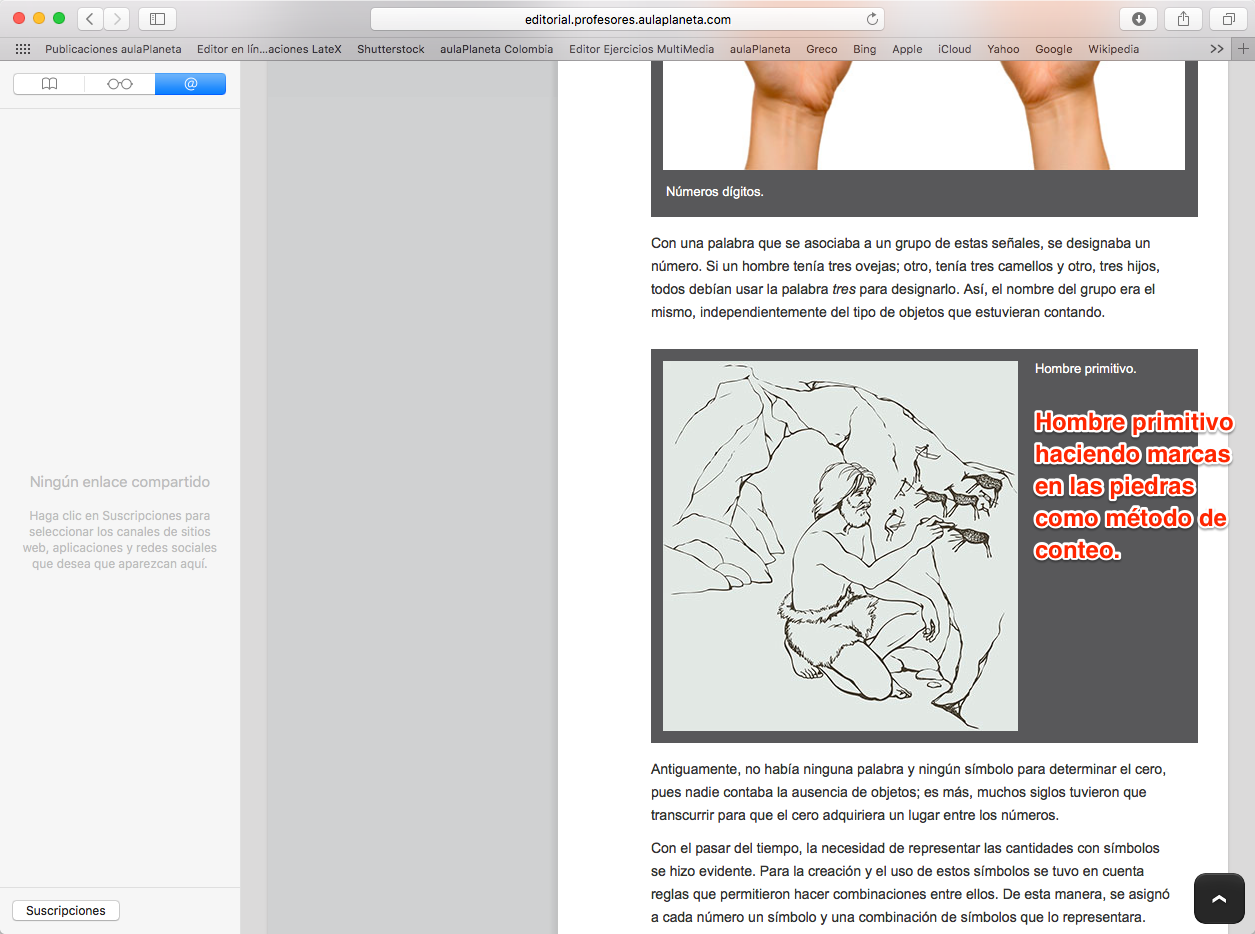 editorial.profesores.aulaplaneta.com
Publicaciones aulaPlaneta
Editor en lín...aciones LateX
Shutterstock
aulaPlaneta Colombia
Editor Ejercicios MultiMedia
aulaPlaneta
Greco
Bing
Apple
iCloud
Yahoo
Google
Wikipedia
@
Ningún enlace compartido
Haga clic en Suscripciones para
seleccionar los canales de sitios
web, aplicaciones y redes sociales
que desea que aparezcan aquí.
Suscripciones
Números dígitos.
Con una palabra que se asociaba a un grupo de estas señales, se designaba un
número. Si un hombre tenía tres ovejas; otro, tenía tres camellos y otro, tres hijos,
todos debían usar la palabra tres para designarlo. Así, el nombre del grupo era el
mismo, independientemente del tipo de objetos que estuvieran contando.
Hombre primitivo.
Hombre primitivo
haciendo marcas
en las piedras
como método de
conteo.
Antiguamente, no había ninguna palabra y ningún símbolo para determinar el cero,
pues nadie contaba la ausencia de objetos; es más, muchos siglos tuvieron que
transcurrir para que el cero adquiriera un lugar entre los números.
Con el pasar del tiempo, la necesidad de representar las cantidades con símbolos
se hizo evidente. Para la creación y el uso de estos símbolos se tuvo en cuenta
reglas que permitieron hacer combinaciones entre ellos. De esta manera, se asignó
a cada número un símbolo y una combinación de símbolos que lo representara.